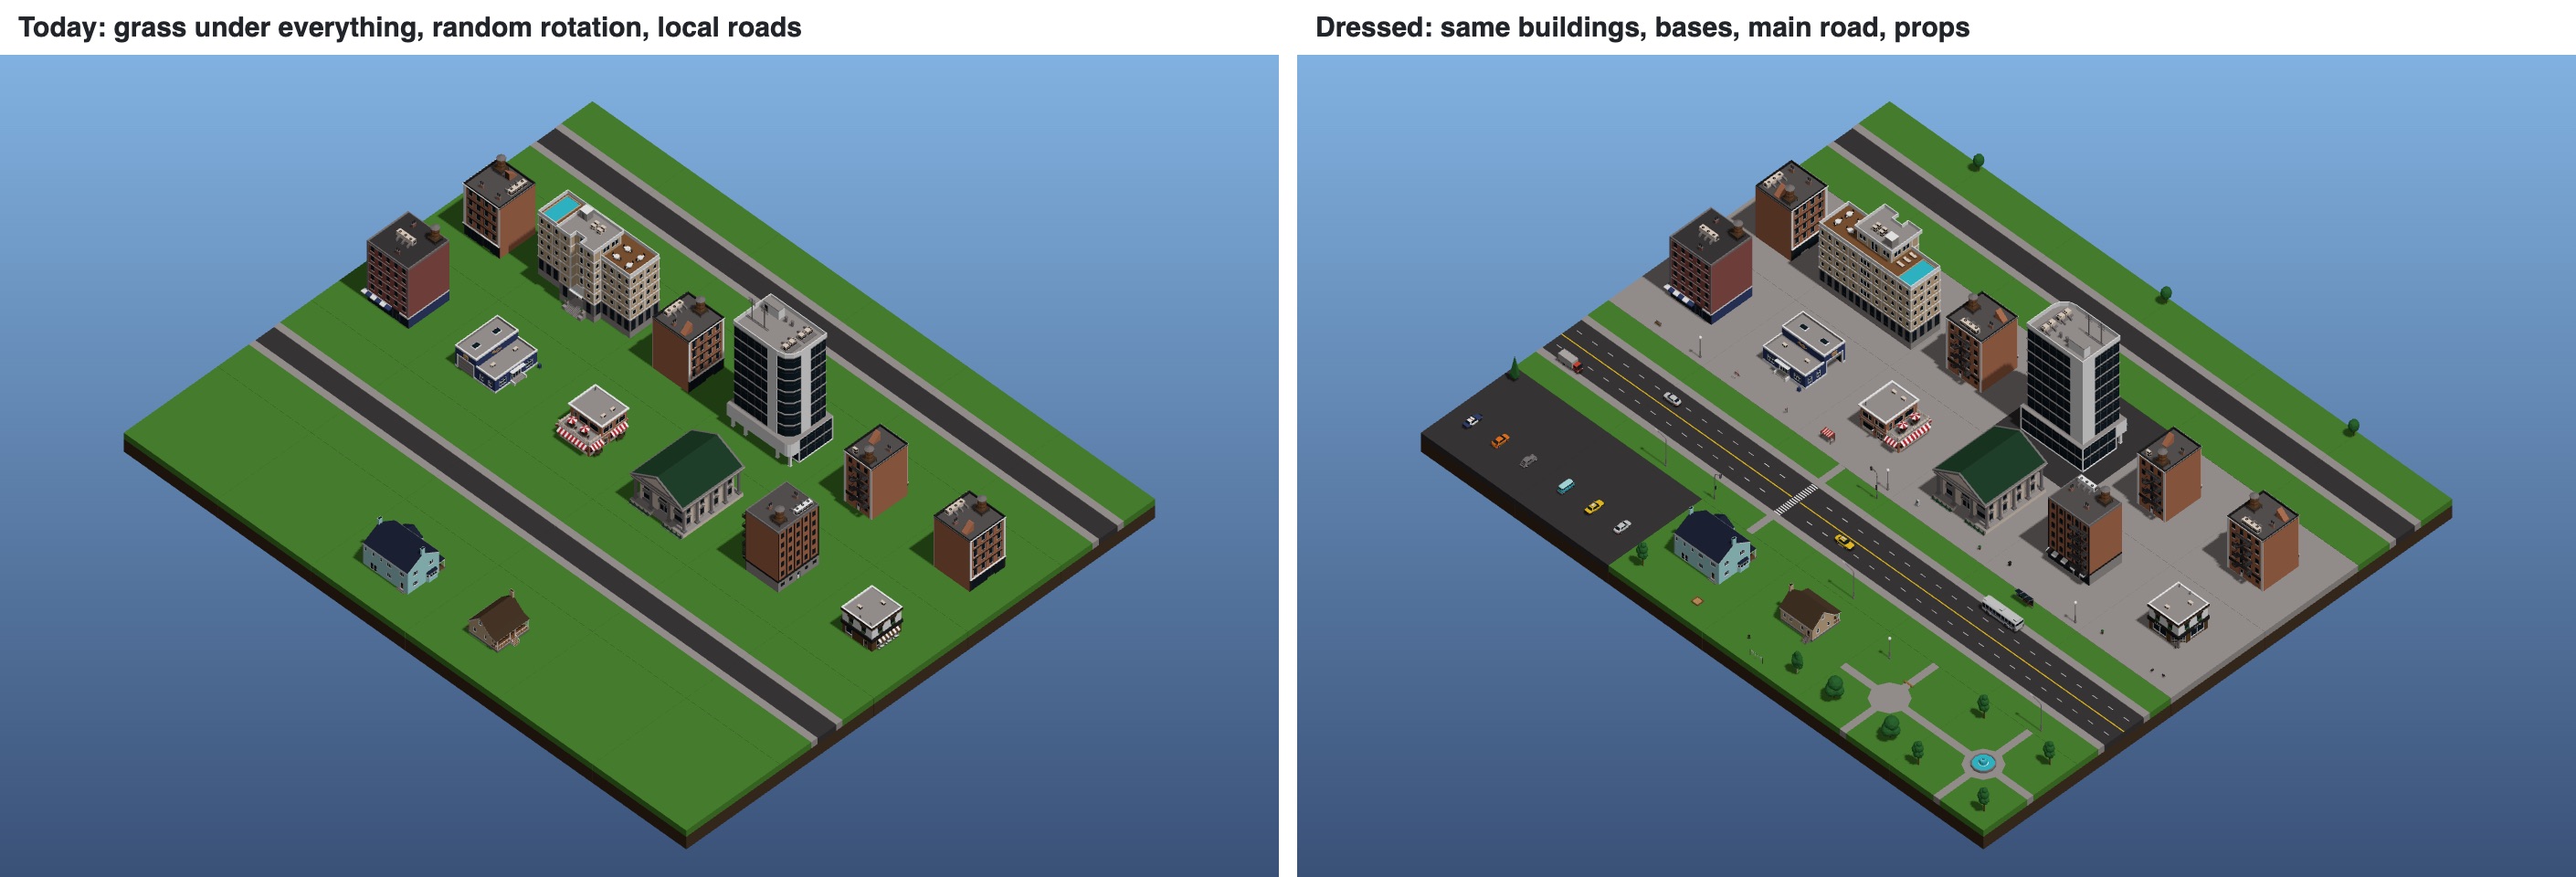 Today: grass under everything, random rotation, local roads
Dressed: same buildings, bases, main road, props